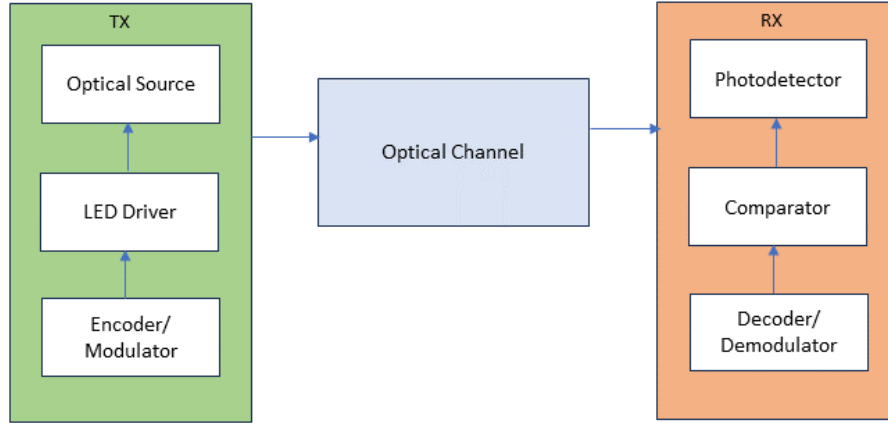 TX
Optical Source
LED Driver
Encoder/
Modulator
Optical Channel
RX
Photodetector
Comparator
Decoder/
Demodulator